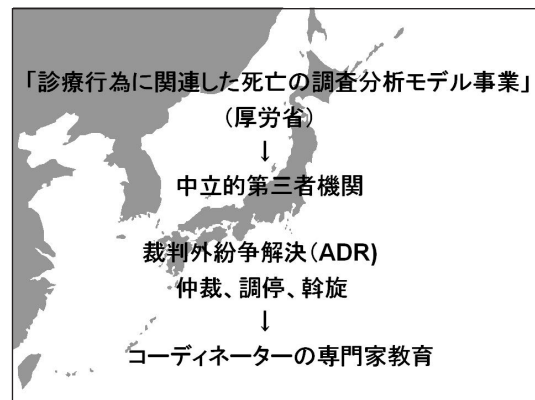 「診療行為に関連した死亡の調査分析モデル事業」
(厚労省)
↓
中立的第三者機関
裁判外紛争解決(ADR)
仲裁、調停、斡旋
↓
コーディネーターの専門家教育